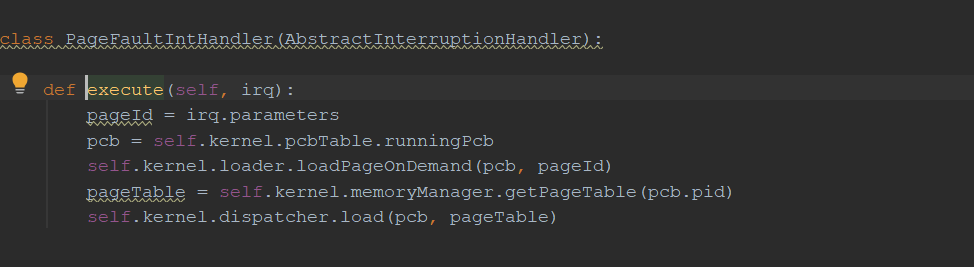 class PageFaultIntHandler(AbstractInterruptionHandler):
def execute(self, irq):
pageId = irq.parameters
pcb = self.kernel.pcbTable.runningPcb
self.kernel.loader.loadPageOnDemand(pcb, pageId)
pageTable = self.kernel.memoryManager.getPageTable(pcb.pid)
self.kernel.dispatcher.load(pcb, pageTable)